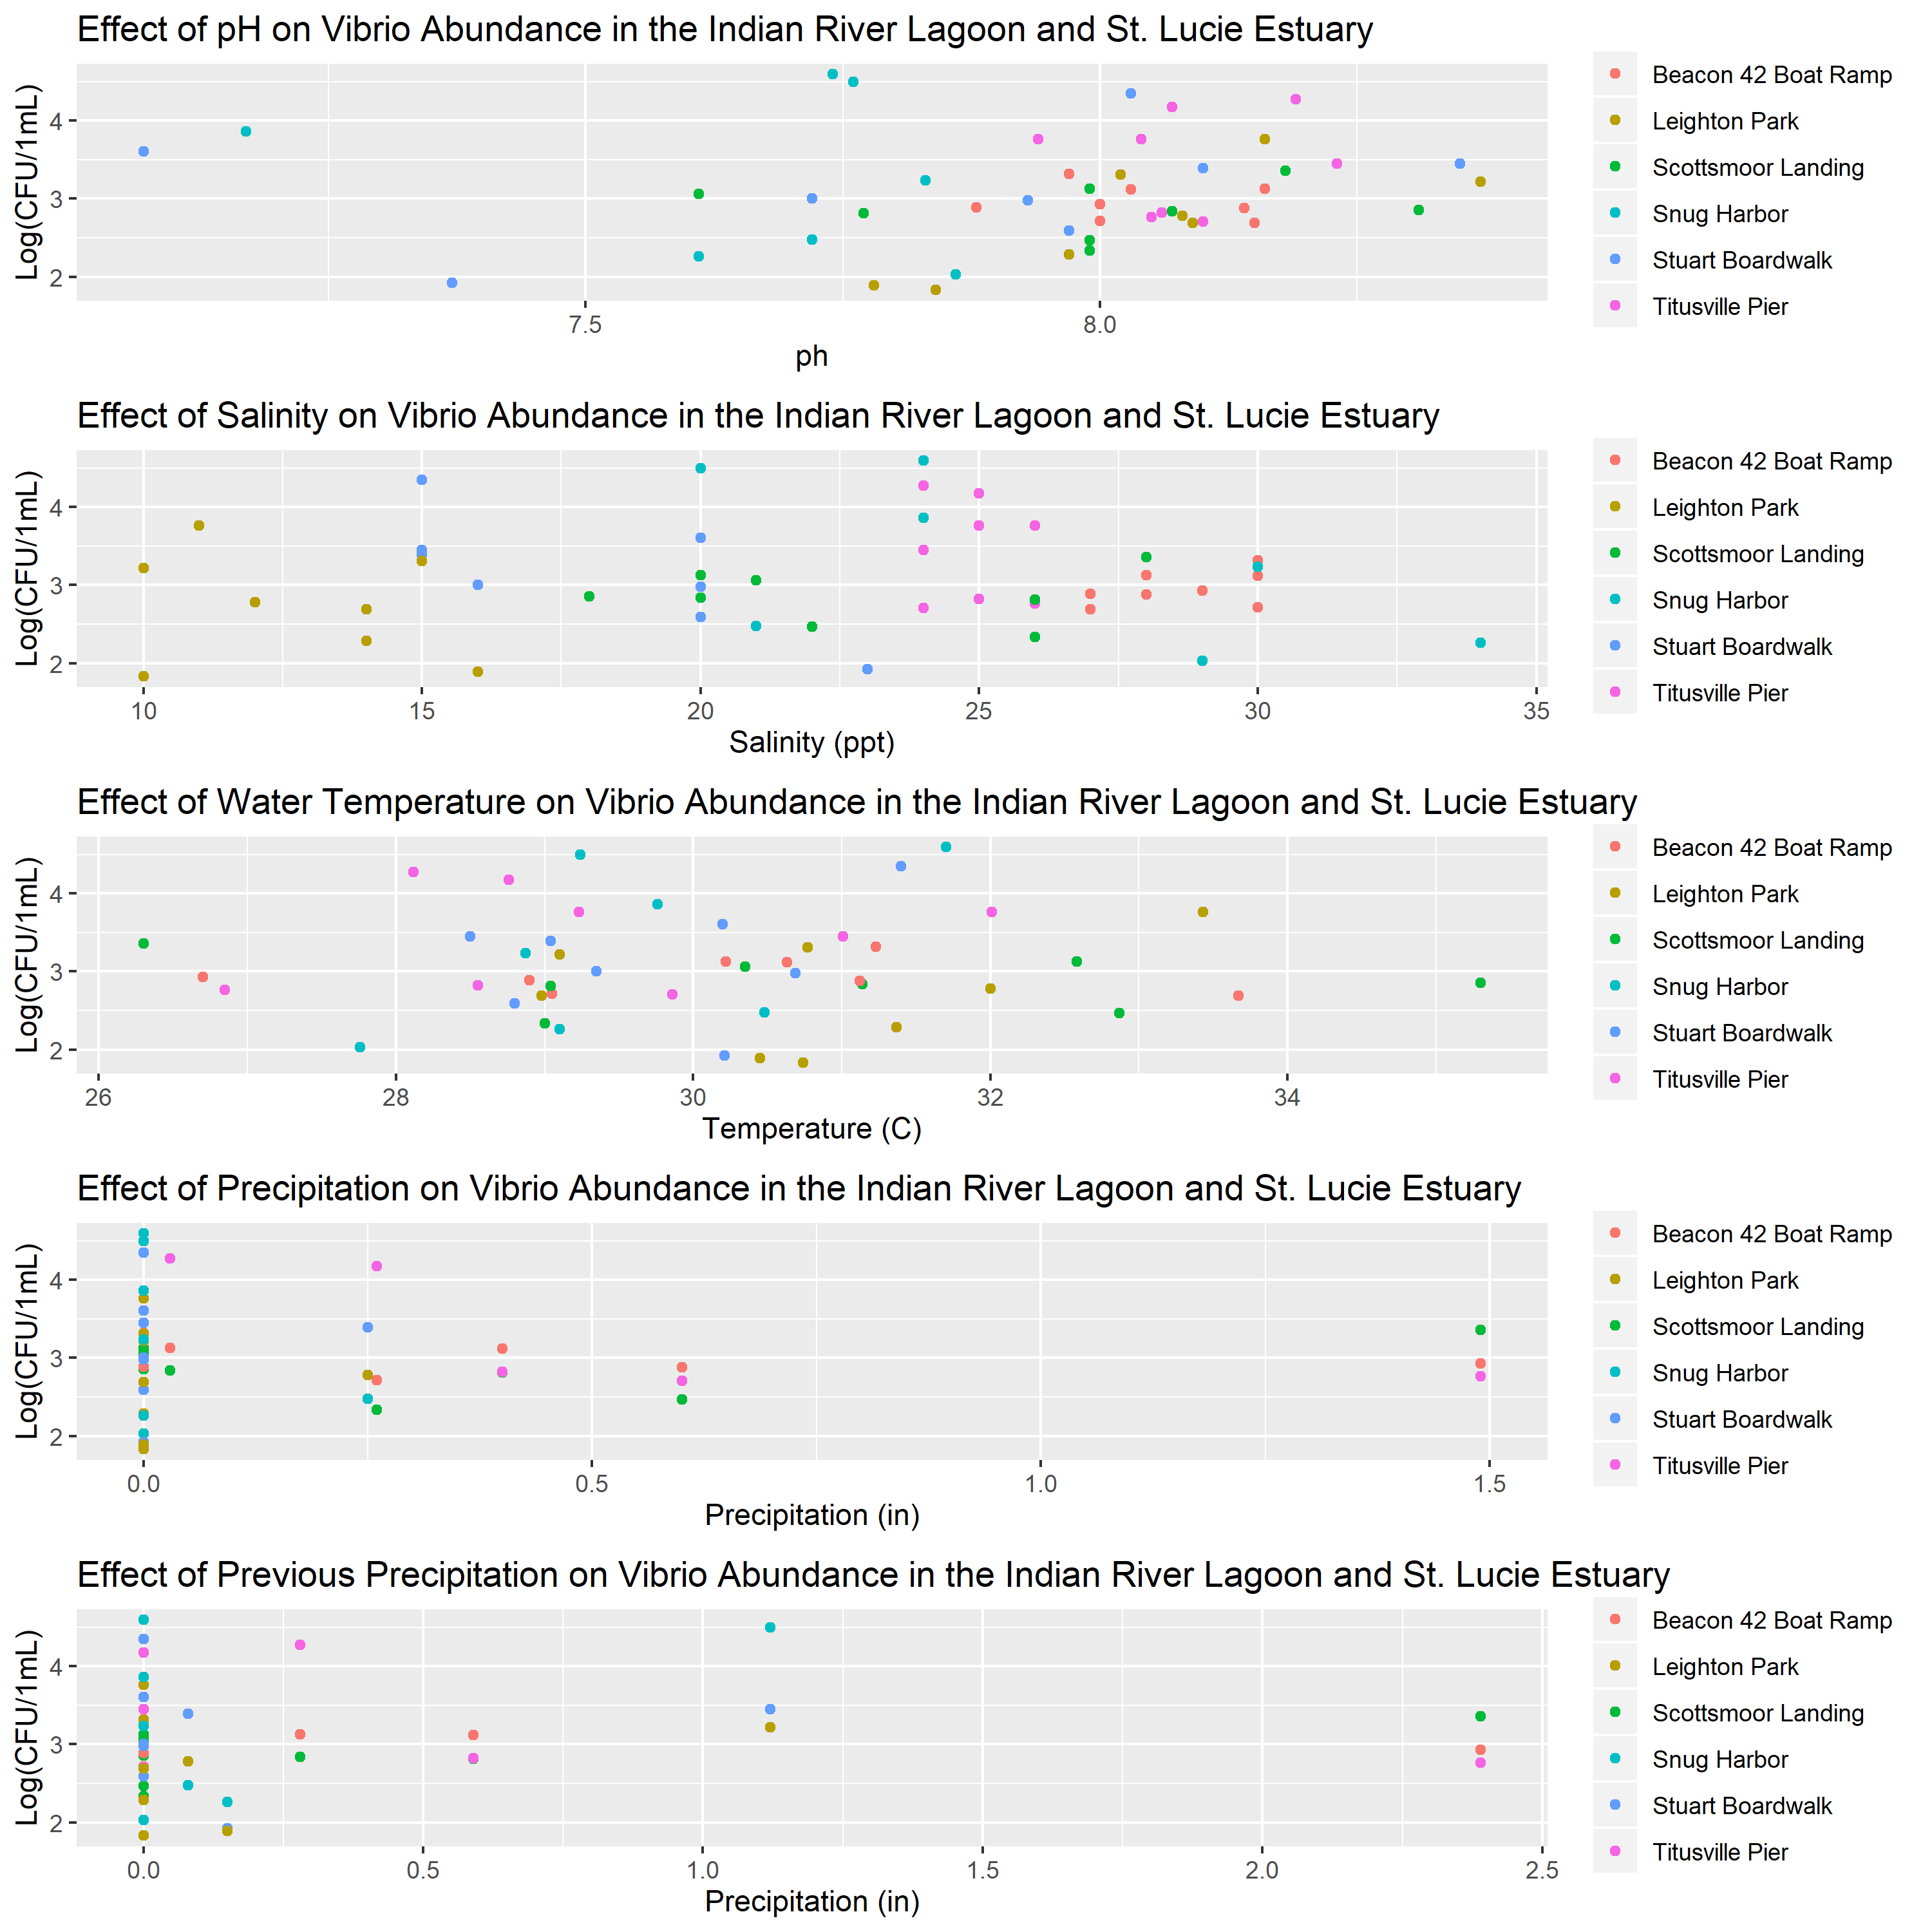 Effect of pH on Vibrio Abundance in the Indian River Lagoon and St. Lucie Estuary
Log(CFU/1mL)
4
3
2
7.5 8.0
ph
Beacon 42 Boat Ramp
Leighton Park
Scottsmoor Landing
Snug Harbor
Stuart Boardwalk
Titusville Pier
Effect of Salinity on Vibrio Abundance in the Indian River Lagoon and St. Lucie Estuary
Log(CFU/1mL)
4
3
2
10 15 20 25 30 35
Salinity (ppt)
Beacon 42 Boat Ramp
Leighton Park
Scottsmoor Landing
Snug Harbor
Stuart Boardwalk
Titusville Pier
Effect of Water Temperature on Vibrio Abundance in the Indian River Lagoon and St. Lucie Estuary
Log(CFU/1mL)
4
3
2
26 28 30 32 34
Temperature (C)
Beacon 42 Boat Ramp
Leighton Park
Scottsmoor Landing
Snug Harbor
Stuart Boardwalk
Titusville Pier
Effect of Precipitation on Vibrio Abundance in the Indian River Lagoon and St. Lucie Estuary
Log(CFU/1mL)
4
3
2
0.0 0.5 1.0 1.5
Precipitation (in)
Beacon 42 Boat Ramp
Leighton Park
Scottsmoor Landing
Snug Harbor
Stuart Boardwalk
Titusville Pier
Effect of Previous Precipitation on Vibrio Abundance in the Indian River Lagoon and St. Lucie Estuary
Log(CFU/1mL)
4
3
2
0.0 0.5 1.0 1.5 2.0 2.5
Precipitation (in)
Beacon 42 Boat Ramp
Leighton Park
Scottsmoor Landing
Snug Harbor
Stuart Boardwalk
Titusville Pier